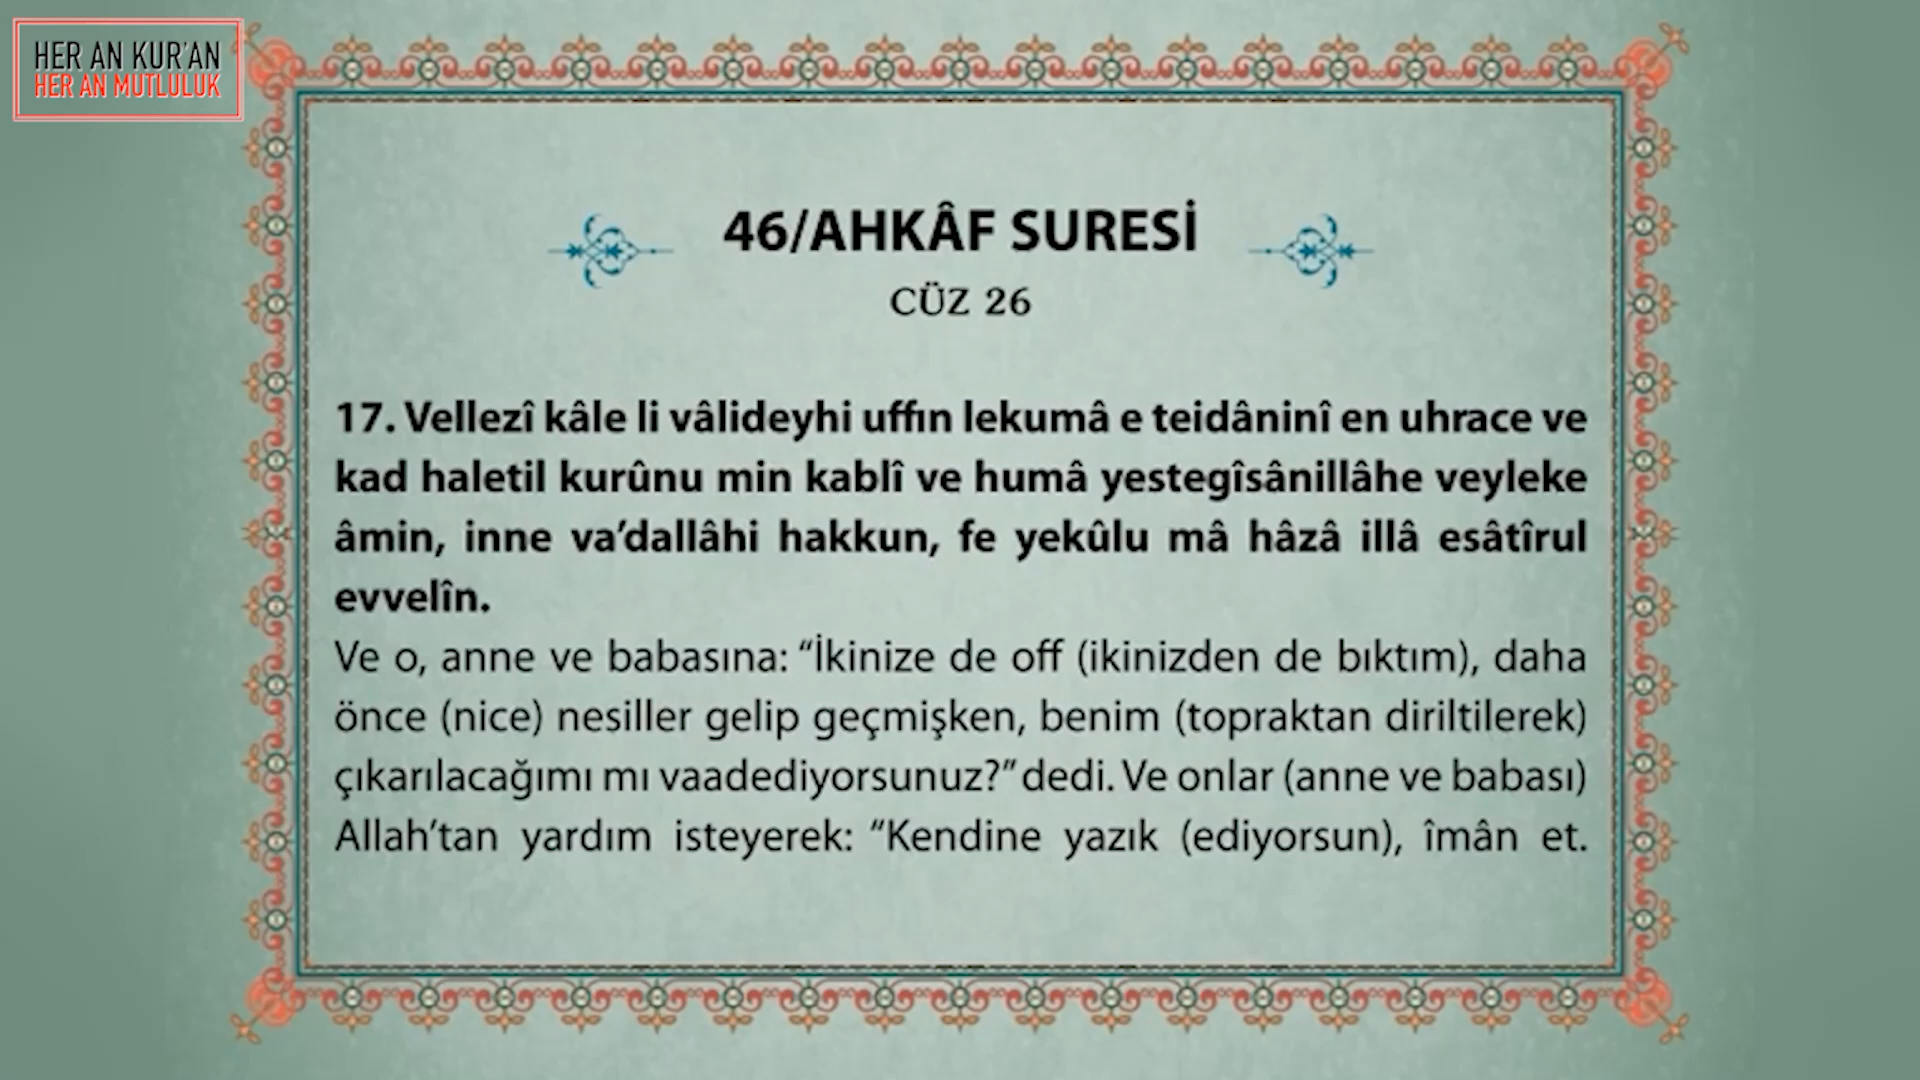 HER AN KUR'AN
HER AN MUTLULUK
46/AHKÂF SURESİ
CÜZ 26
17. Vellezî kâle li vâlideyhi uffın lekumâ e teidâninî en uhrace ve
kad haletil kurûnu min kablî ve humâ yestegîsânillâhe veyleke
âmin, inne va’dallâhi hakkun, fe yekûlu mâ hâzâ illâ esâtîrul
evvelîn.
Ve o, anne ve babasına: “İkinize de off (ikinizden de bıktım), daha
önce (nice) nesiller gelip geçmişken, benim (topraktan diriltilerek)
çıkarılacağımı mı vaadediyorsunuz?” dedi. Ve onlar (anne ve babası)
Allah’tan yardım isteyerek: “Kendine yazık (ediyorsun), îmân et.